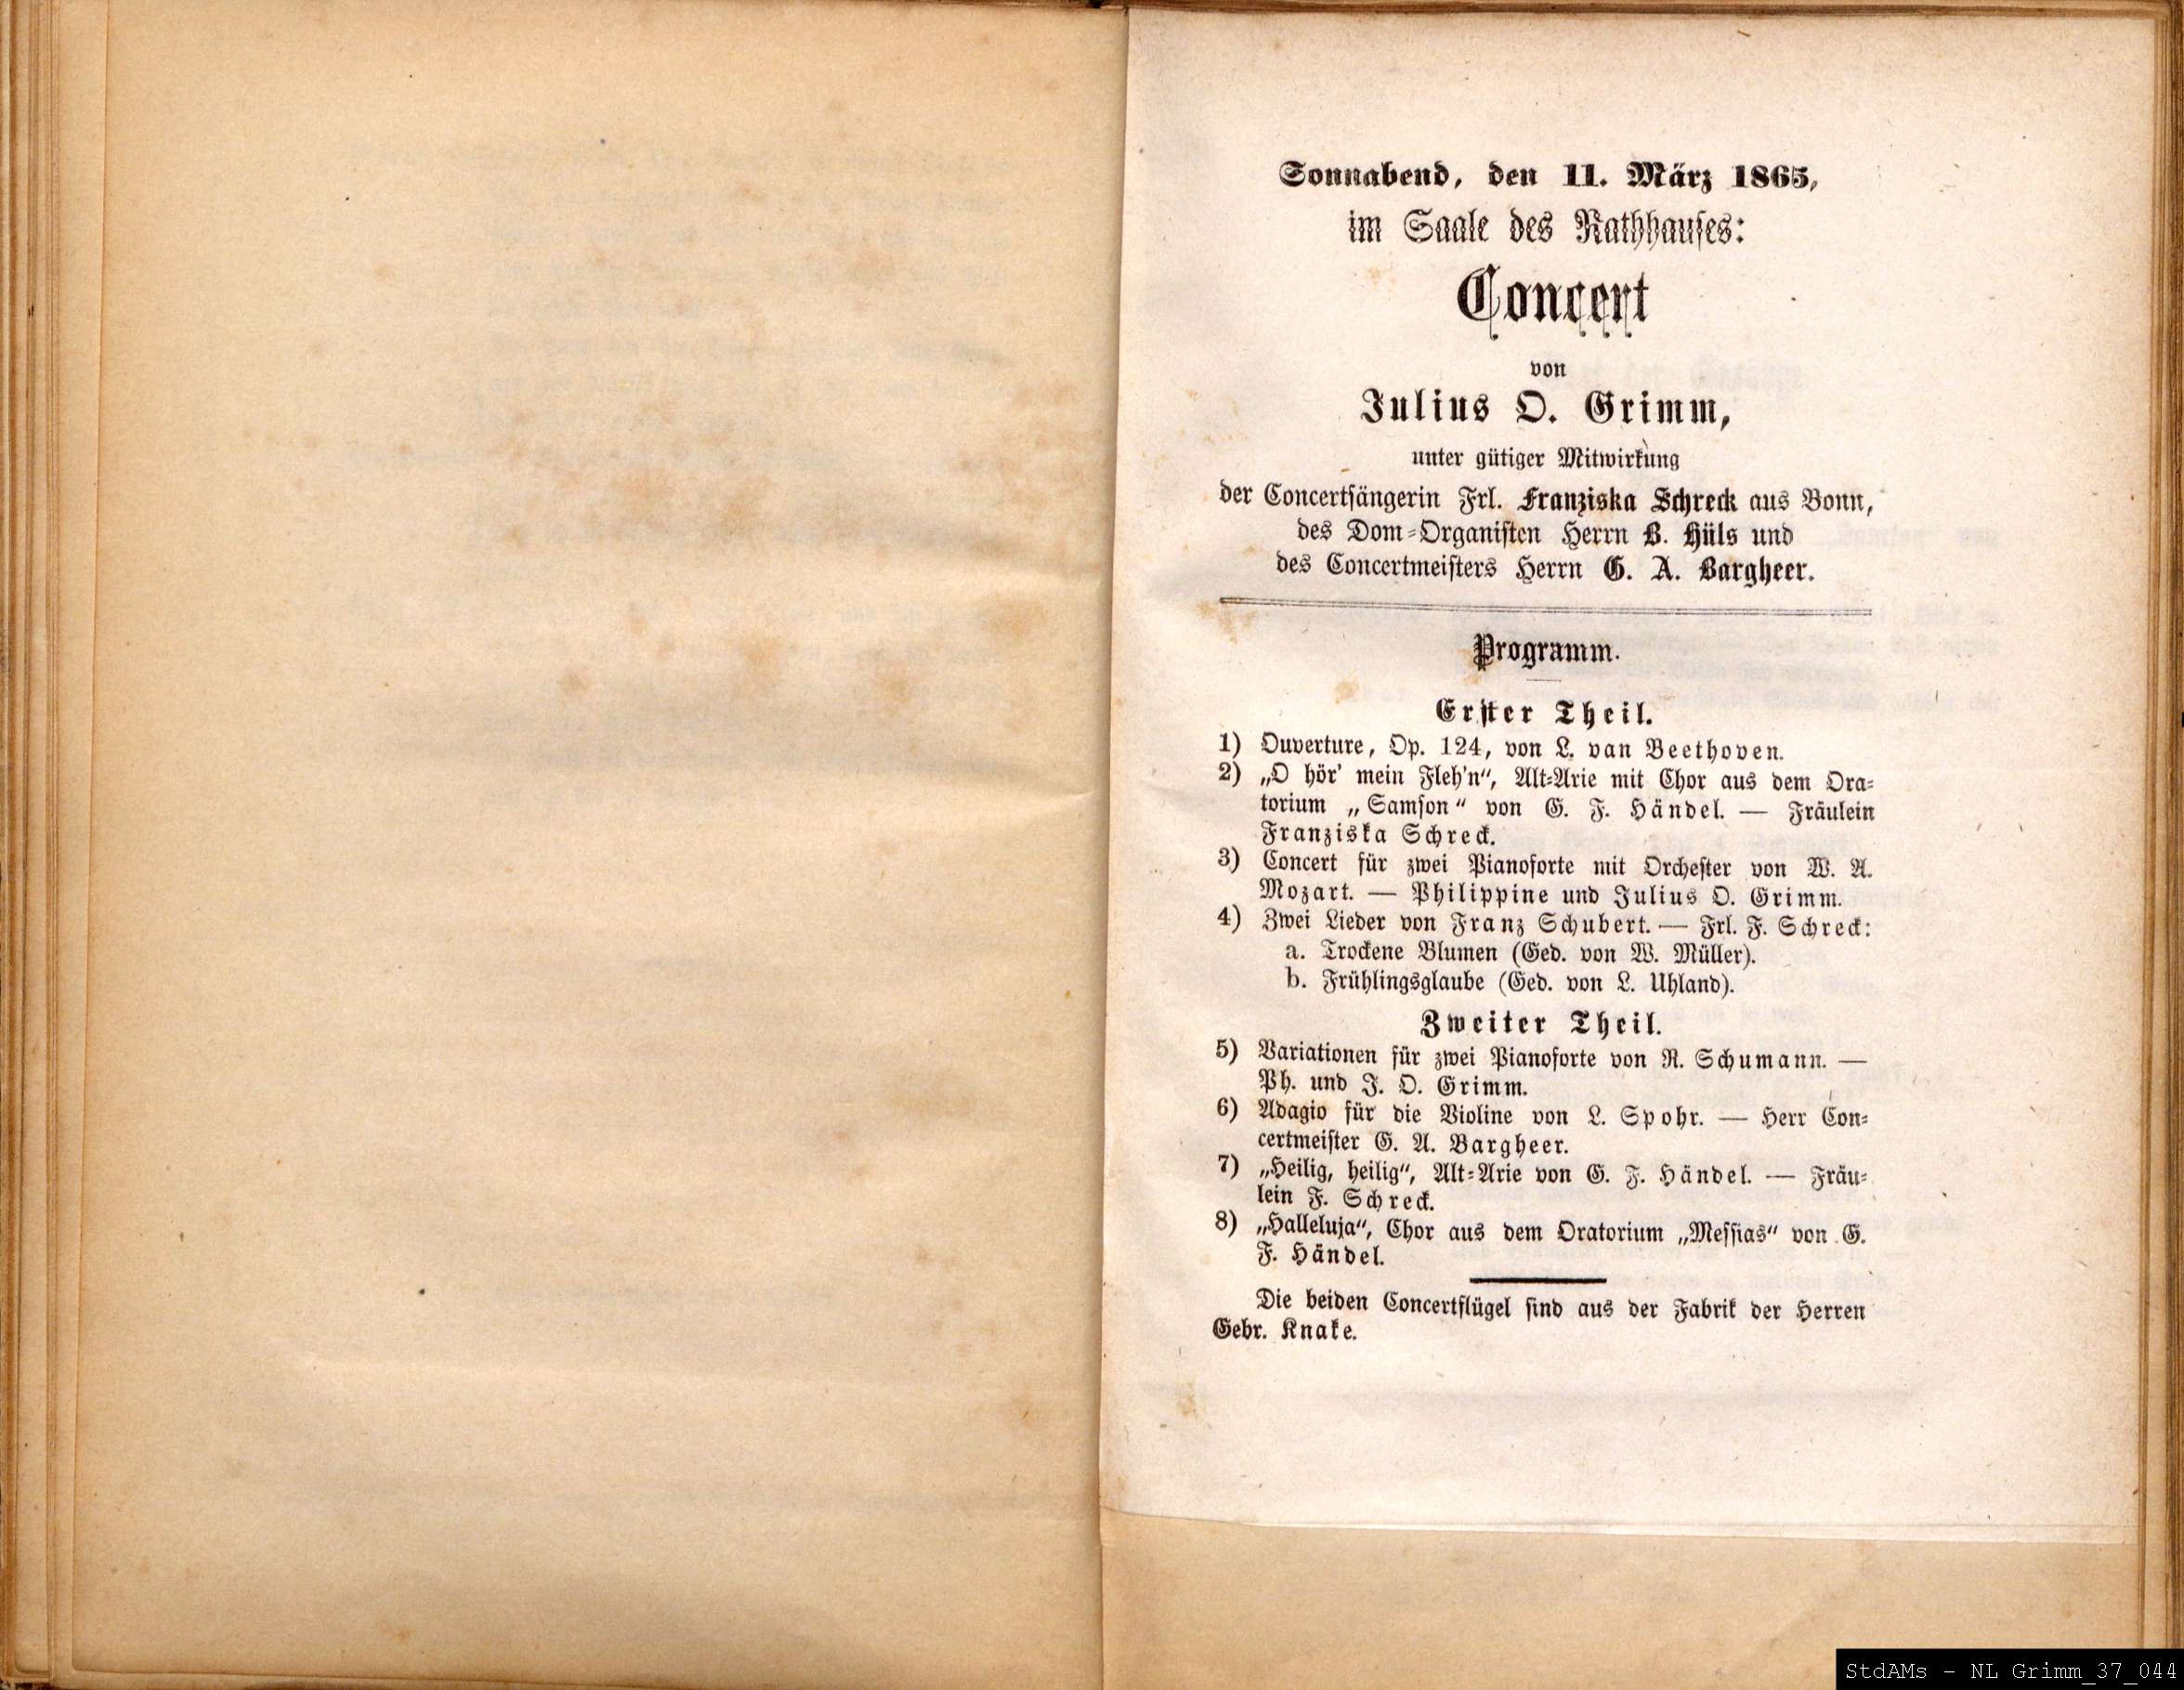 Sonnabend, den 11. März 1865,
im Saale des Rathhauses:
Concert
von
Julius O. Grimm,
unter gütiger Mitwirkung
der Concertsängerin Frl. Franziska Schreck aus Bonn,
des Dom-Organisten Herrn B. Hüls und
des Concertmeisters Herrn G. A. Bargheer.
Programm.
Erster Theil.
1) Ouverture, Op. 124, von L. van Beethoven.
2) „O hör' mein Fleh'n“, Alt-Arie mit Chor aus dem Ora-
torium „Samson“ von G. F. Händel. — Fräulein
Franziska Schreck.
3) Concert für zwei Pianoforte mit Orchester von W. A.
Mozart. — Philippine und Julius O. Grimm.
4) Zwei Lieder von Franz Schubert. — Frl. F. Schreck:
a. Trockene Blumen (Ged. von W. Müller).
b. Frühlingsglaube (Ged. von L. Uhland).
Zweiter Theil.
5) Variationen für zwei Pianoforte von R. Schumann. —
Ph. und J. O. Grimm.
6) Adagio für die Violine von L. Spohr. — Herr Con-
certmeister G. A. Bargheer.
7) „Heilig, heilig“, Alt-Arie von G. F. Händel. — Fräu-
lein F. Schreck.
8) „Halleluja“, Chor aus dem Oratorium „Messias“ von G.
F. Händel.
Die beiden Concertflügel sind aus der Fabrik der Herren
Gebr. Knake.
StdAMs - NL Grimm_37_044